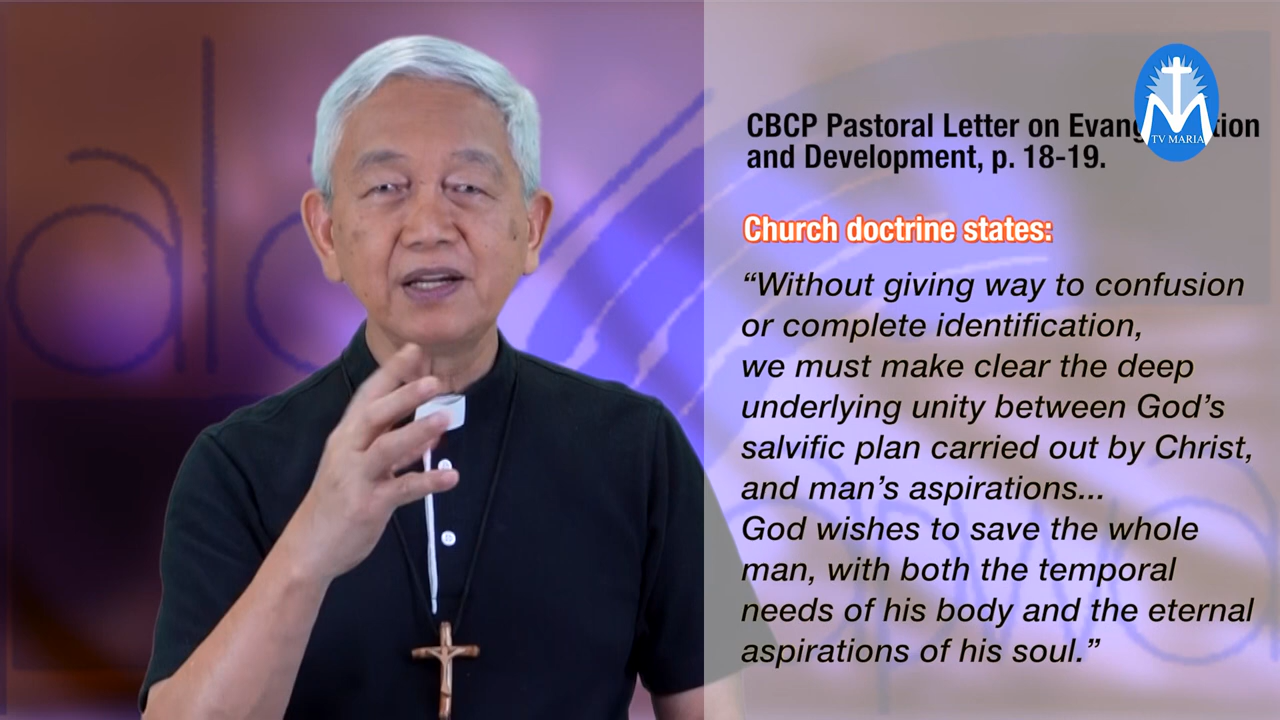 CBCP Pastoral Letter on
and Development, p. 18-19.
TV MARIA
Church doctrine states:
“Without giving way to confusion
or complete identification,
we must make clear the deep
underlying unity between God’s
salvific plan carried out by Christ,
and man’s aspirations...
God wishes to save the whole
man, with both the temporal
needs of his body and the eternal
aspirations of his soul.”